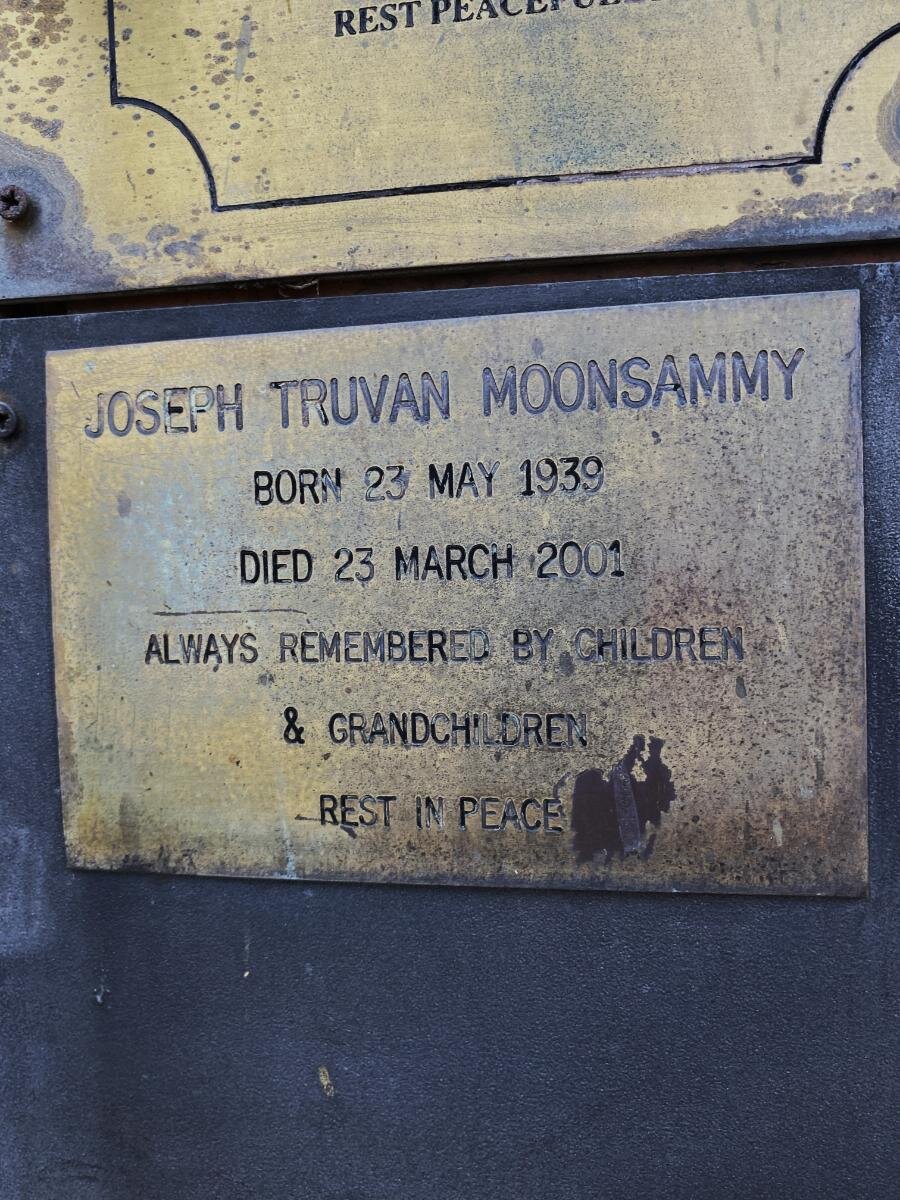 REST PEACEFULLY
JOSEPH TRUVAN MOONSAMMY
BORN 23 MAY 1939
DIED 23 MARCH 2001
ALWAYS REMEMBERED BY CHILDREN
& GRANDCHILDREN
REST IN PEACE